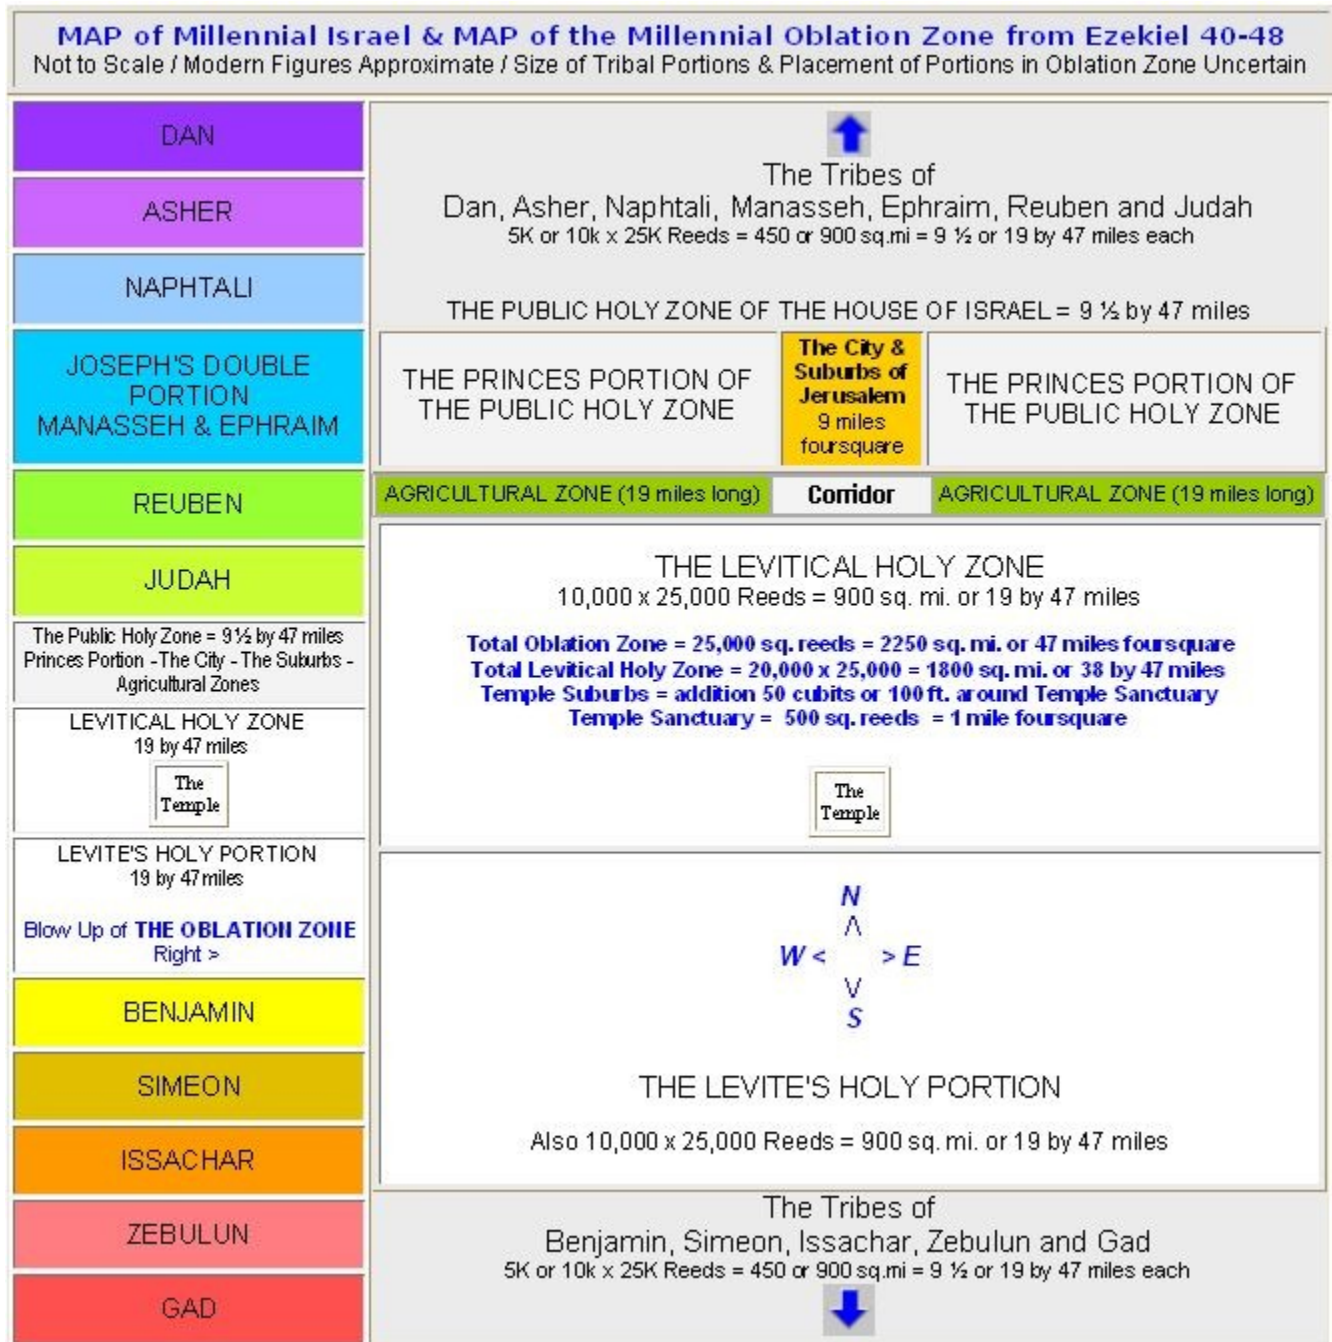 MAP of Millennial Israel & MAP of the Millennial Oblation Zone from Ezekiel 40-48
Not to Scale / Modern Figures Approximate / Size of Tribal Portions & Placement of Portions in Oblation Zone Uncertain
DAN
ASHER
NAPHTALI
JOSEPH'S DOUBLE
PORTION
MANASSEH & EPHRAIM
REUBEN
JUDAH
The Public Holy Zone = 9½ by 47 miles
Princes Portion - The City - The Suburbs -
Agricultural Zones
LEVITICAL HOLY ZONE
19 by 47 miles
The
Temple
LEVITE'S HOLY PORTION
19 by 47 miles
Blow Up of THE OBLATION ZONE
Right >
BENJAMIN
SIMEON
ISSACHAR
ZEBULUN
GAD
The Tribes of
Dan, Asher, Naphtali, Manasseh, Ephraim, Reuben and Judah
5K or 10k x 25K Reeds = 450 or 900 sq.mi = 9 ½ or 19 by 47 miles each
THE PUBLIC HOLY ZONE OF THE HOUSE OF ISRAEL = 9 ½ by 47 miles
THE PRINCES PORTION OF
THE PUBLIC HOLY ZONE
The City &
Suburbs of
Jerusalem
9 miles
foursquare
THE PRINCES PORTION OF
THE PUBLIC HOLY ZONE
AGRICULTURAL ZONE (19 miles long)
Corridor
AGRICULTURAL ZONE (19 miles long)
THE LEVITICAL HOLY ZONE
10,000 x 25,000 Reeds = 900 sq. mi. or 19 by 47 miles
Total Oblation Zone = 25,000 sq. reeds = 2250 sq. mi. or 47 miles foursquare
Total Levitical Holy Zone = 20,000 x 25,000 = 1800 sq. mi. or 38 by 47 miles
Temple Suburbs = addition 50 cubits or 100 ft. around Temple Sanctuary
Temple Sanctuary = 500 sq. reeds = 1 mile foursquare
The
Temple
N
W < > E
S
THE LEVITE'S HOLY PORTION
Also 10,000 x 25,000 Reeds = 900 sq. mi. or 19 by 47 miles
The Tribes of
Benjamin, Simeon, Issachar, Zebulun and Gad
5K or 10k x 25K Reeds = 450 or 900 sq.mi = 9 ½ or 19 by 47 miles each